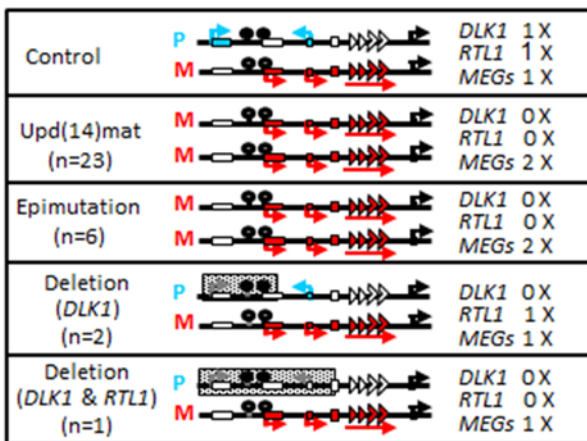 Control
P
M
DLK1 1 X
RTL1 1 X
MEGs 1 X
Upd(14)mat
(n=23)
M
M
DLK1 0 X
RTL1 0 X
MEGs 2 X
Epimutation
(n=6)
M
M
DLK1 0 X
RTL1 0 X
MEGs 2 X
Deletion
(DLK1)
(n=2)
P
M
DLK1 0 X
RTL1 1 X
MEGs 1 X
Deletion
(DLK1 & RTL1)
(n=1)
P
M
DLK1 0 X
RTL1 0 X
MEGs 1 X